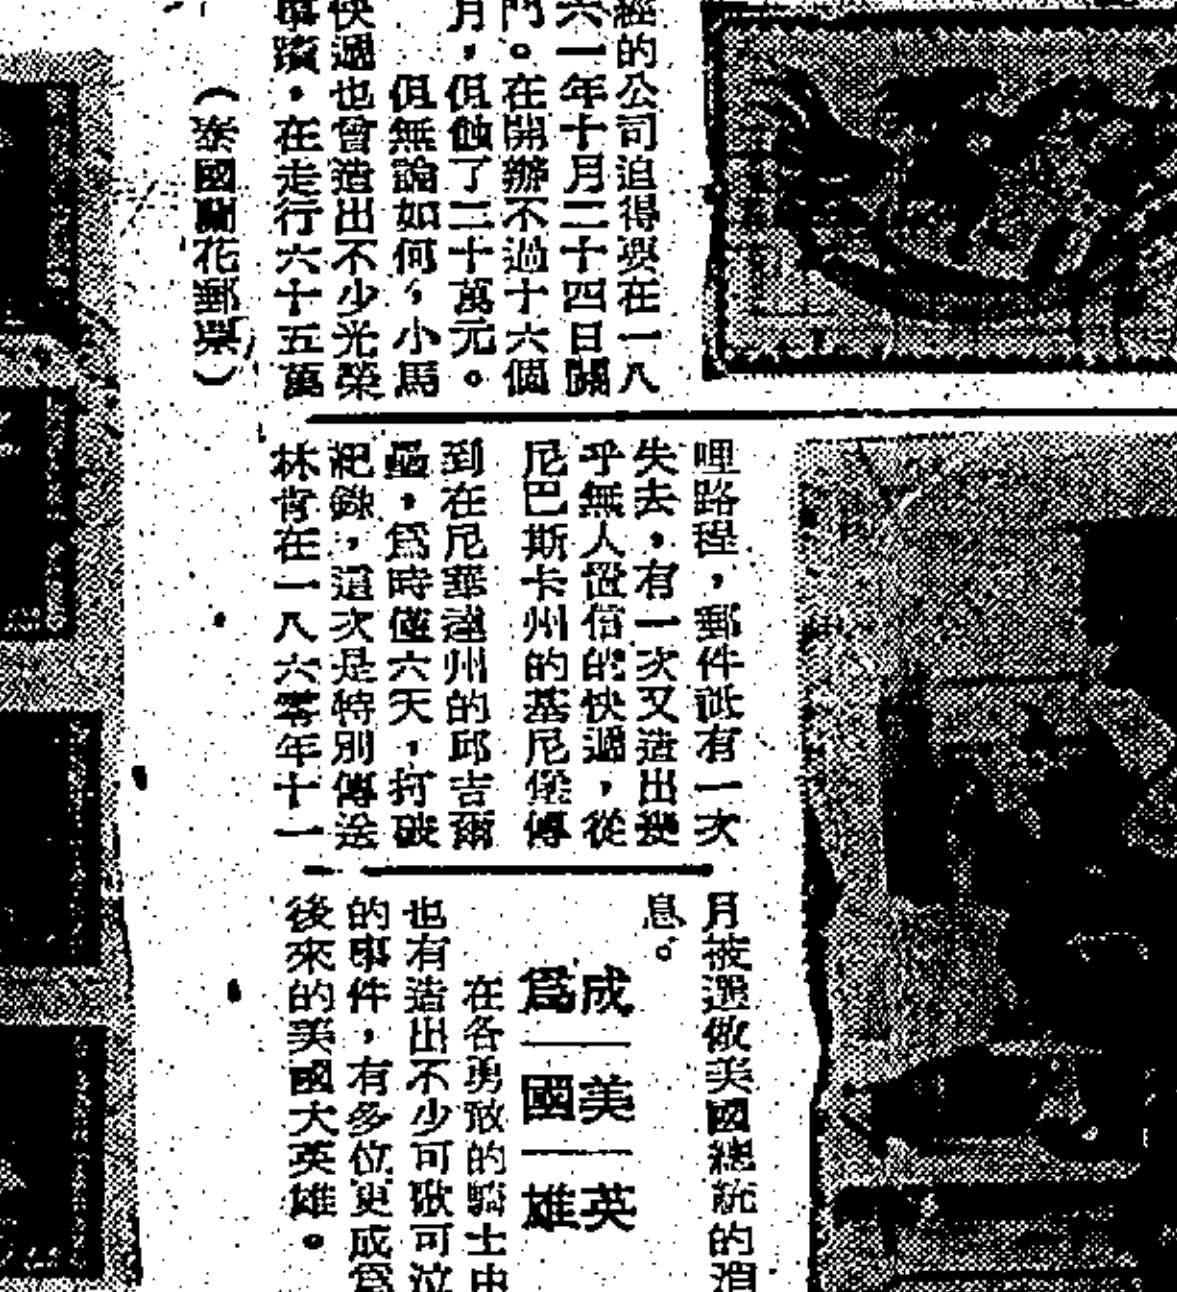 經的公司迫得要在一八
六一年十月二十四日關
門。在開辦不過十六個
月，但蝕了二十萬元。
但無論如何，小馬
快遞也曾造出不少光榮
事蹟，在走行六十五萬
（泰國蘭花郵票）
哩路程，郵件祗有一次
失去，有一次又造出幾
乎無人置信的快遞，從
尼巴斯卡州的基尼堡傳
到在尼華達州的邱吉爾
壘，爲時僅六天，打破
紀錄，這次是特別傳送
林肯在一八六零年十一
月被選做美國總統的消
息。
成美英
爲國雄
在各勇敢的騎士中
也有造出不少可歌可泣
的事件，有多位更成爲
後來的美國大英雄。